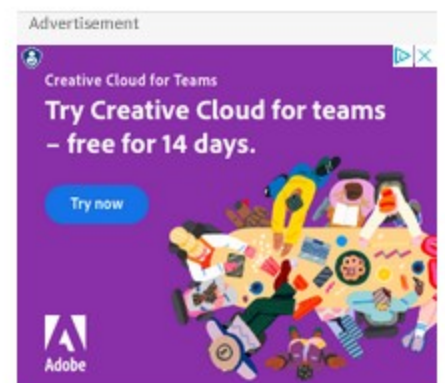 Advertisement
Creative Cloud for Teams
Try Creative Cloud for teams
– free for 14 days.
Try now
Adobe